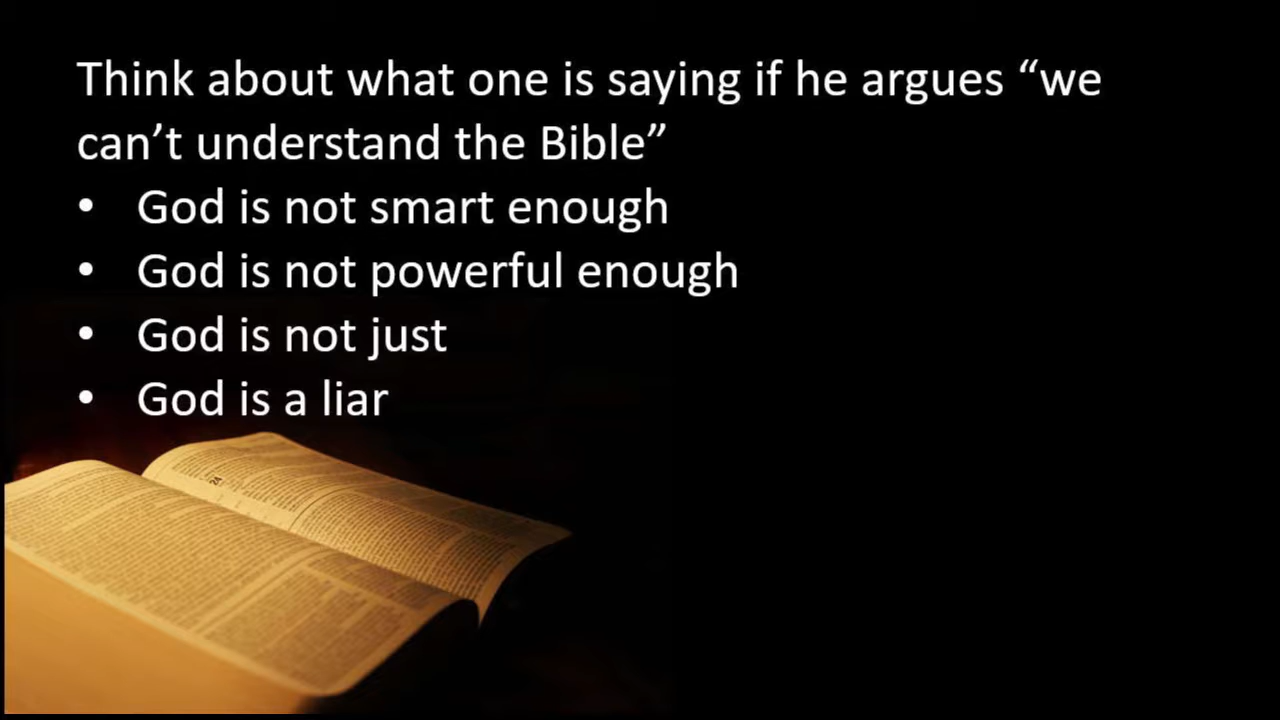 Think about what one is saying if he argues “we
can’t understand the Bible”
• God is not smart enough
• God is not powerful enough
• God is not just
• God is a liar
24